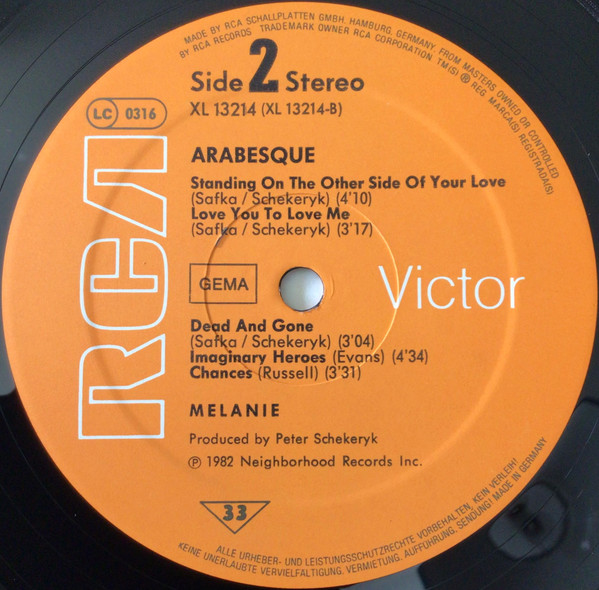 MADE BY RCA SCHALLPLATTEN GMBH. HAMBURG, GERMANY, FROM MASTERS OWNED OR CONTROLLED
BY RCA RECORDS TRADEMARK OWNER RCA CORPORATION TM(S) ® REG. MARCA(S) REGISTRADA(S)
Side 2 Stereo
XL 13214 (XL 13214-B)
LC 0316
RCA
ARABESQUE
Standing On The Other Side Of Your Love
(Safka / Schekeryk) (4'10)
Love You To Love Me
(Safka / Schekeryk) (3'17)
GEMA
Victor
Dead And Gone
(Safka / Schekeryk) (3'04)
Imaginary Heroes (Evans) (4'34)
Chances (Russell) (3'31)
MELANIE
Produced by Peter Schekeryk
℗ 1982 Neighborhood Records Inc.
33
ALLE URHEBER- UND LEISTUNGSSCHUTZRECHTE VORBEHALTEN, KEIN VERLEIH!
KEINE UNERLAUBTE VERVIELFÄLTIGUNG, VERMIETUNG, AUFFÜHRUNG, SENDUNG! MADE IN GERMANY